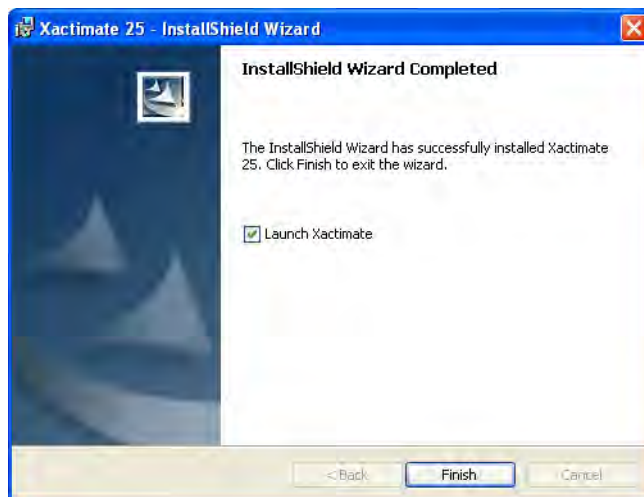 Xactimate 25 - InstallShield Wizard
InstallShield Wizard Completed
The InstallShield Wizard has successfully installed Xactimate
25. Click Finish to exit the wizard.
Launch Xactimate
< Back
Finish
Cancel